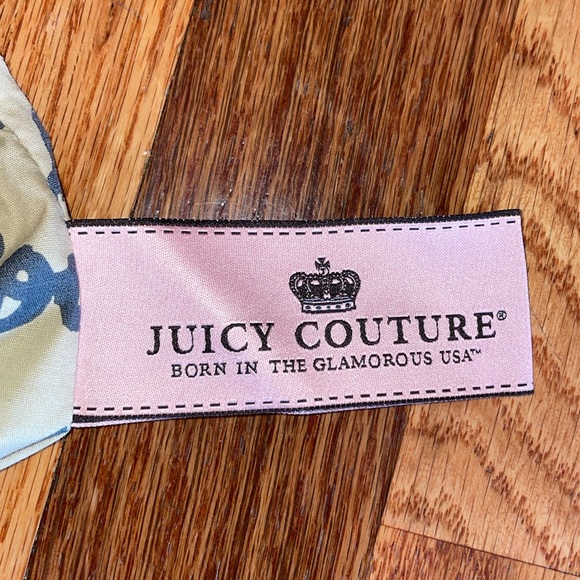 JUICY COUTURE®
BORN IN THE GLAMOROUS USA™